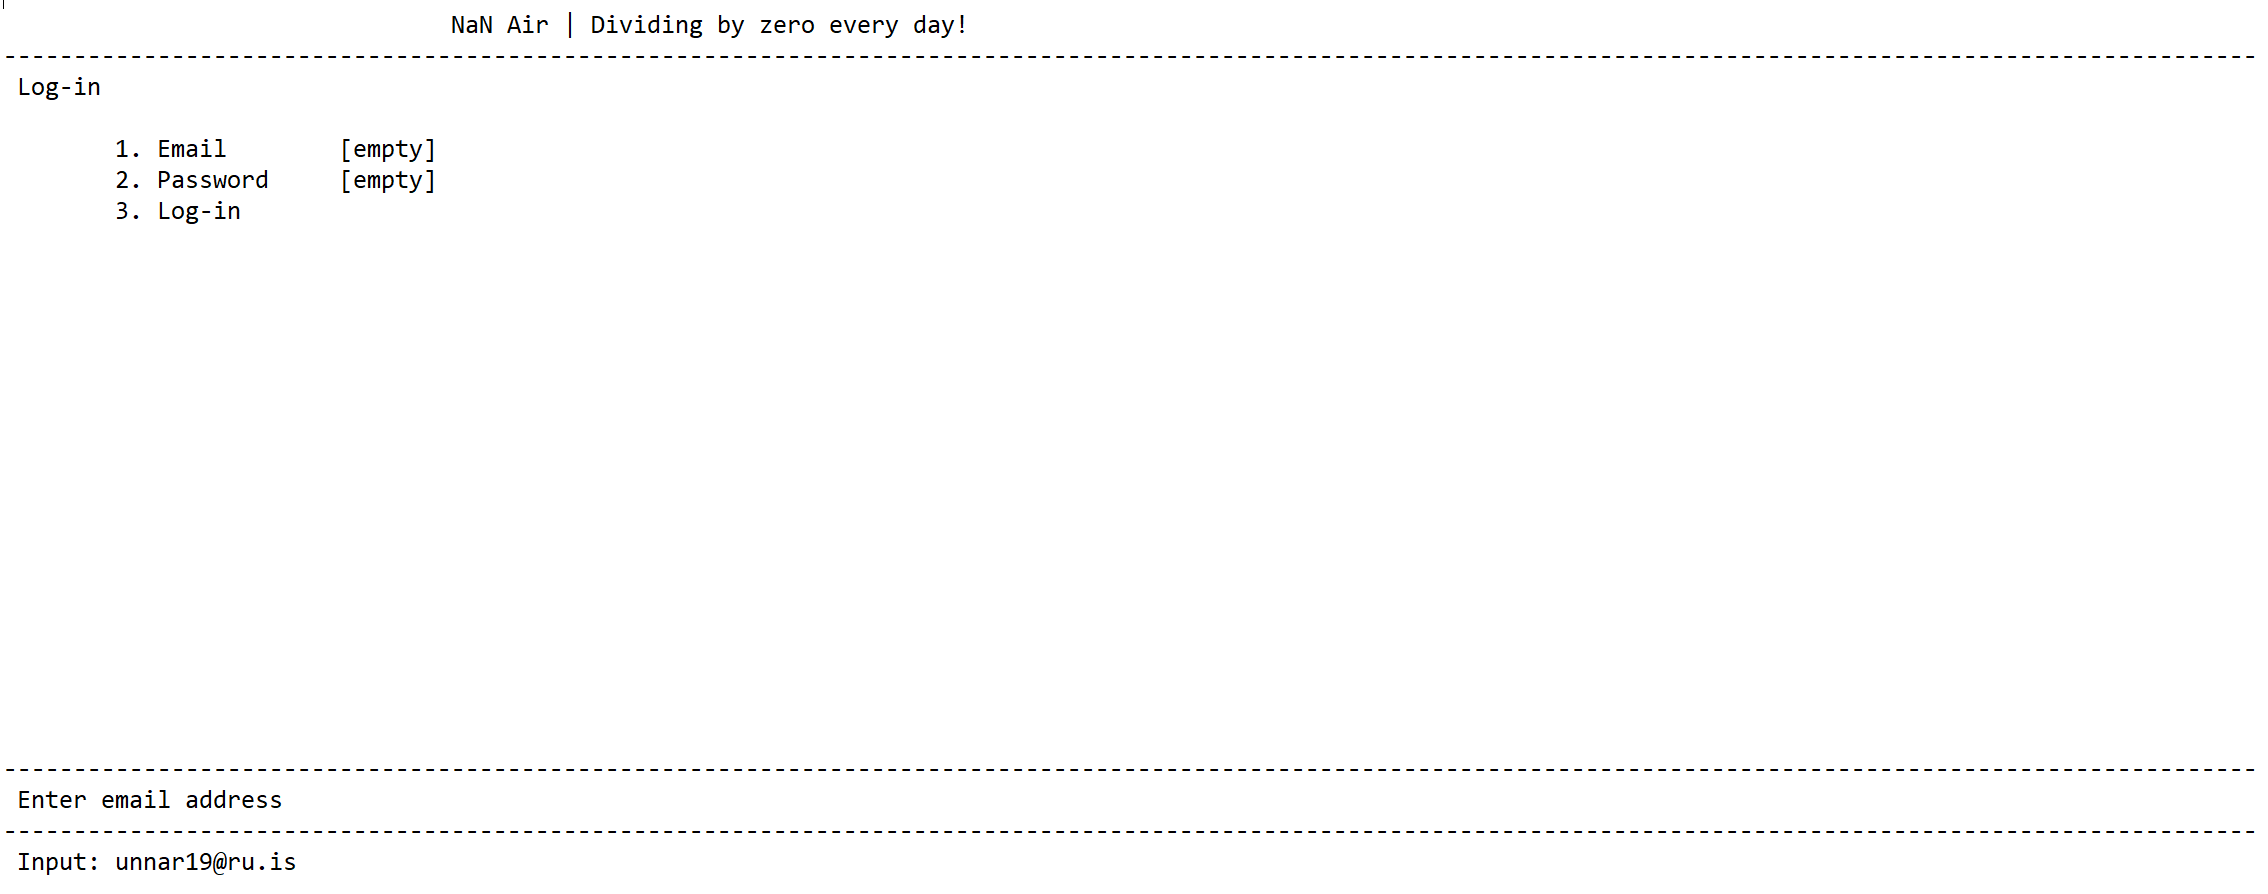 NaN Air | Dividing by zero every day!
-----------------------------------------------------------------------------------------------------------------------------------------------------------------
Log-in
1. Email [empty]
2. Password [empty]
3. Log-in
-----------------------------------------------------------------------------------------------------------------------------------------------------------------
Enter email address
-----------------------------------------------------------------------------------------------------------------------------------------------------------------
Input: unnar19@ru.is